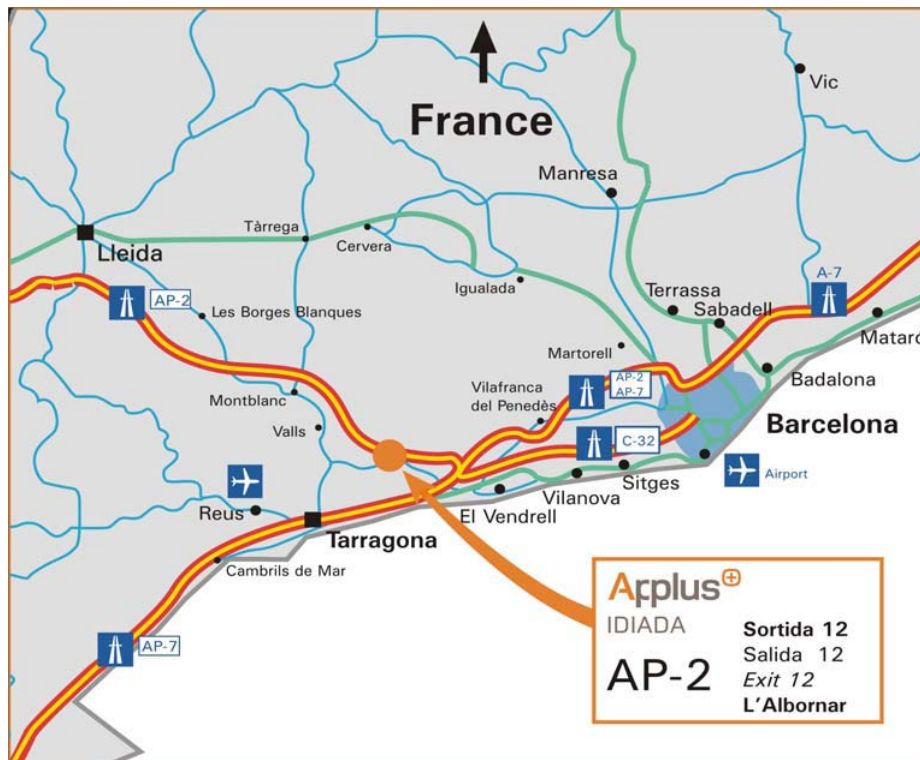 Vic
France
Manresa
Tàrrega
Cervera
Lleida
A-7
AP-2
Igualada
Terrassa
Sabadell
Les Borges Blanques
Mataró
Martorell
AP-2
AP-7
Badalona
Montblanc
Vilafranca
del Penedès
Valls
C-32
Barcelona
Airport
Sitges
Vilanova
El Vendrell
Reus
Tarragona
Cambrils de Mar
AP-7
Applus+
IDIADA
AP-2
Sortida 12
Salida 12
Exit 12
L'Albornar